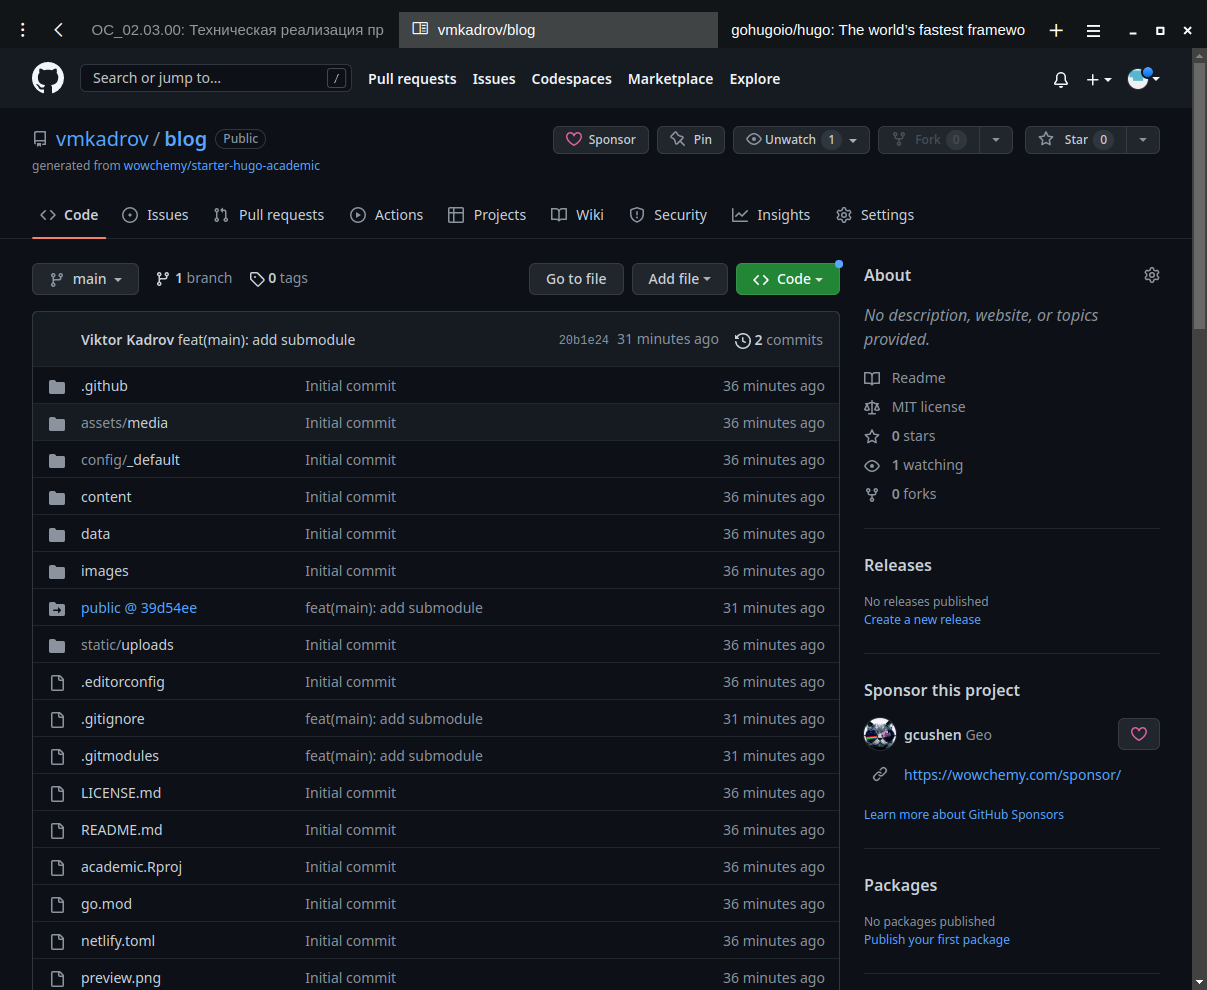 ОС_02.03.00: Техническая реализация пр
vmkadrov/blog
gohugoio/hugo: The world’s fastest framewo
Search or jump to... /
Pull requests Issues Codespaces Marketplace Explore
vmkadrov / blog Public
Sponsor Pin Unwatch 1 Fork 0 Star 0
generated from wowchemy/starter-hugo-academic
Code Issues Pull requests Actions Projects Wiki Security Insights Settings
main 1 branch 0 tags Go to file Add file Code
Viktor Kadrov feat(main): add submodule 20b1e24 31 minutes ago 2 commits
.github Initial commit 36 minutes ago
assets/media Initial commit 36 minutes ago
config/_default Initial commit 36 minutes ago
content Initial commit 36 minutes ago
data Initial commit 36 minutes ago
images Initial commit 36 minutes ago
public @ 39d54ee feat(main): add submodule 31 minutes ago
static/uploads Initial commit 36 minutes ago
.editorconfig Initial commit 36 minutes ago
.gitignore feat(main): add submodule 31 minutes ago
.gitmodules feat(main): add submodule 31 minutes ago
LICENSE.md Initial commit 36 minutes ago
README.md Initial commit 36 minutes ago
academic.Rproj Initial commit 36 minutes ago
go.mod Initial commit 36 minutes ago
netlify.toml Initial commit 36 minutes ago
preview.png Initial commit 36 minutes ago
About
No description, website, or topics
provided.
Readme
MIT license
0 stars
1 watching
0 forks
Releases
No releases published
Create a new release
Sponsor this project
gcushen Geo
https://wowchemy.com/sponsor/
Learn more about GitHub Sponsors
Packages
No packages published
Publish your first package